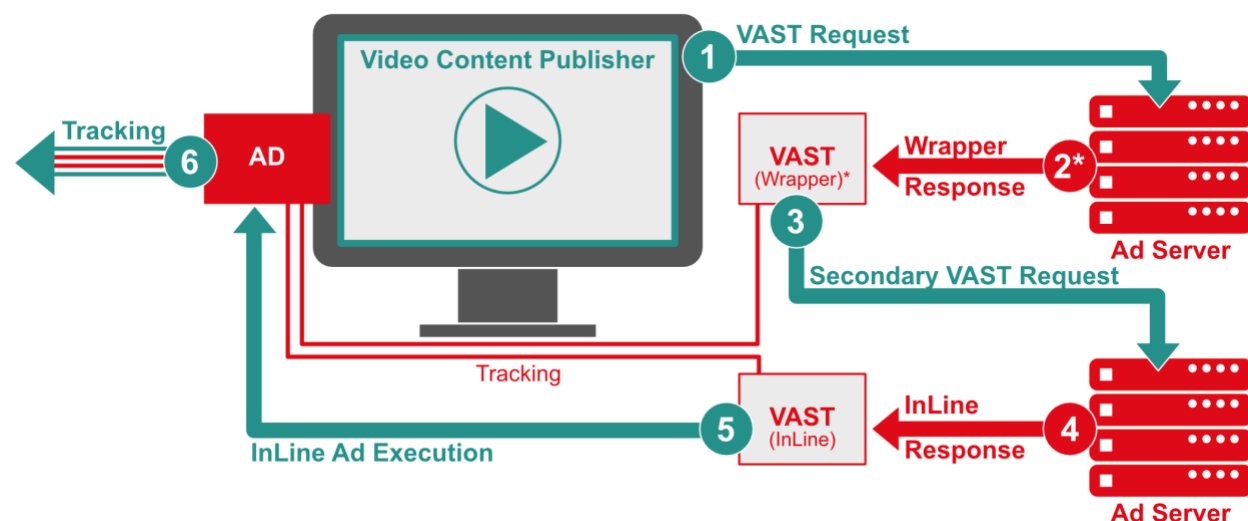 1
VAST Request
Video Content Publisher
Tracking
6
AD
VAST
(Wrapper)*
Wrapper
2*
Response
3
Ad Server
Secondary VAST Request
Tracking
InLine
VAST
(InLine)
5
4
Response
InLine Ad Execution
Ad Server